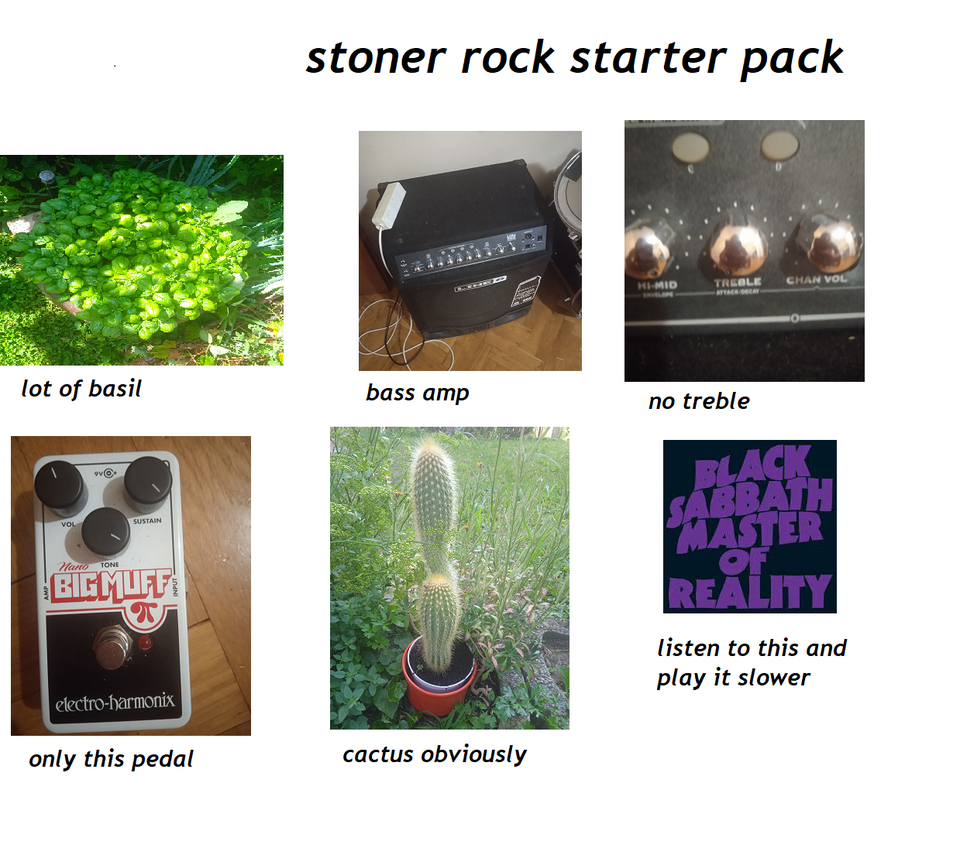 stoner rock starter pack
LINE 6
HI-MID
TREBLE
CHAN VOL
ENVELOPE
ATTACK/DECAY
lot of basil
bass amp
no treble
9V
VOL
SUSTAIN
TONE
Nano
BIG MUFF
π
AMP
INPUT
electro-harmonix
BLACK
SABBATH
MASTER
OF
REALITY
listen to this and
play it slower
only this pedal
cactus obviously